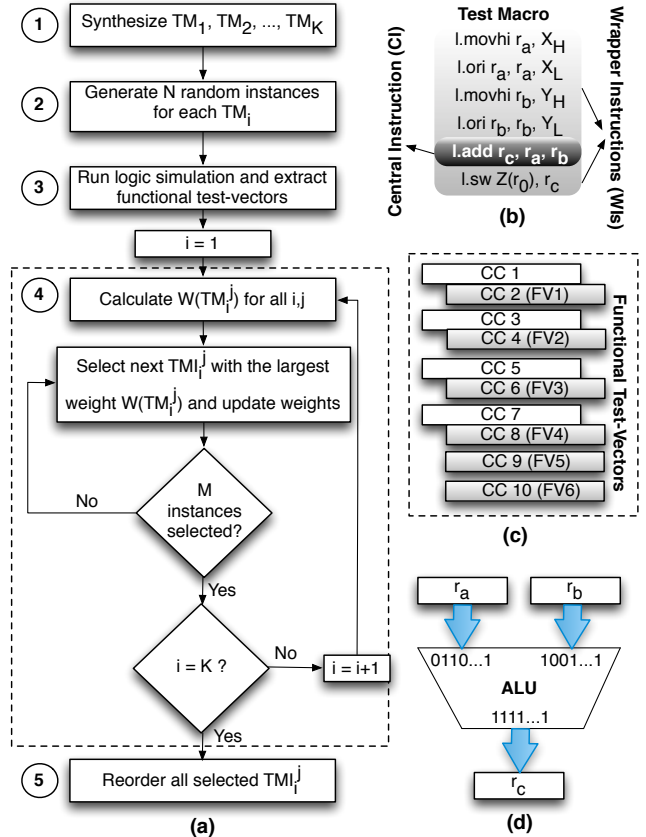 1
Synthesize TM1, TM2, ..., TMK
2
Generate N random instances
for each TMi
3
Run logic simulation and extract
functional test-vectors
i = 1
4
Calculate W(TMi^j) for all i,j
Select next TMIi^j with the largest
weight W(TMi^j) and update weights
No
M
instances
selected?
Yes
i = K ?
No
i = i+1
Yes
5
Reorder all selected TMIi^j
(a)
Test Macro
Central Instruction (CI)
l.movhi ra, XH
l.ori ra, ra, XL
l.movhi rb, YH
l.ori rb, rb, YL
l.add rc, ra, rb
l.sw Z(r0), rc
Wrapper Instructions (WIs)
(b)
CC 1
CC 2 (FV1)
CC 3
CC 4 (FV2)
CC 5
CC 6 (FV3)
CC 7
CC 8 (FV4)
CC 9 (FV5)
CC 10 (FV6)
Functional Test-Vectors
(c)
ra
rb
0110...1
1001...1
ALU
1111...1
rc
(d)